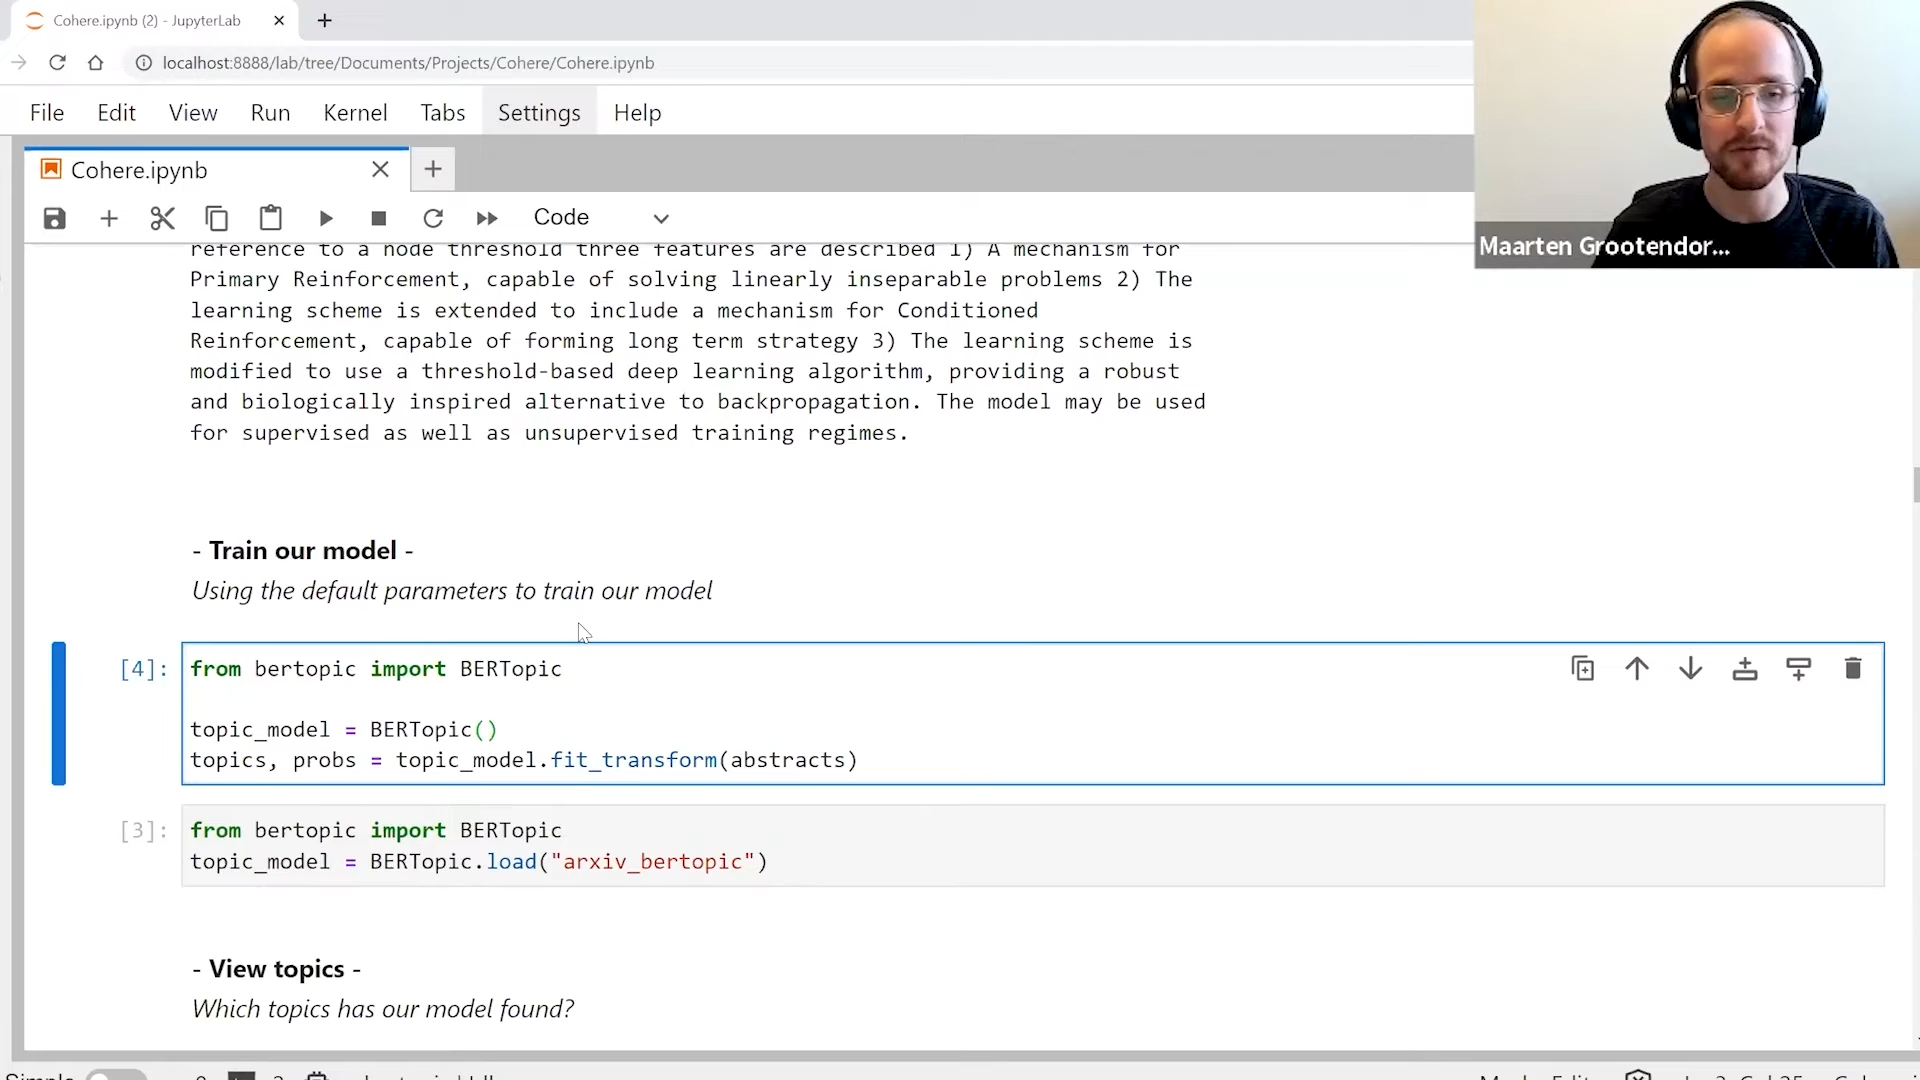 Cohere.ipynb (2) - JupyterLab
localhost:8888/lab/tree/Documents/Projects/Cohere/Cohere.ipynb
File Edit View Run Kernel Tabs Settings Help
Maarten Grootendor...
Cohere.ipynb
Code
reference to a node threshold three features are described 1) A mechanism for
Primary Reinforcement, capable of solving linearly inseparable problems 2) The
learning scheme is extended to include a mechanism for Conditioned
Reinforcement, capable of forming long term strategy 3) The learning scheme is
modified to use a threshold-based deep learning algorithm, providing a robust
and biologically inspired alternative to backpropagation. The model may be used
for supervised as well as unsupervised training regimes.
- Train our model -
Using the default parameters to train our model
[4]: from bertopic import BERTopic
topic_model = BERTopic()
topics, probs = topic_model.fit_transform(abstracts)
[3]: from bertopic import BERTopic
topic_model = BERTopic.load("arxiv_bertopic")
- View topics -
Which topics has our model found?
Simple